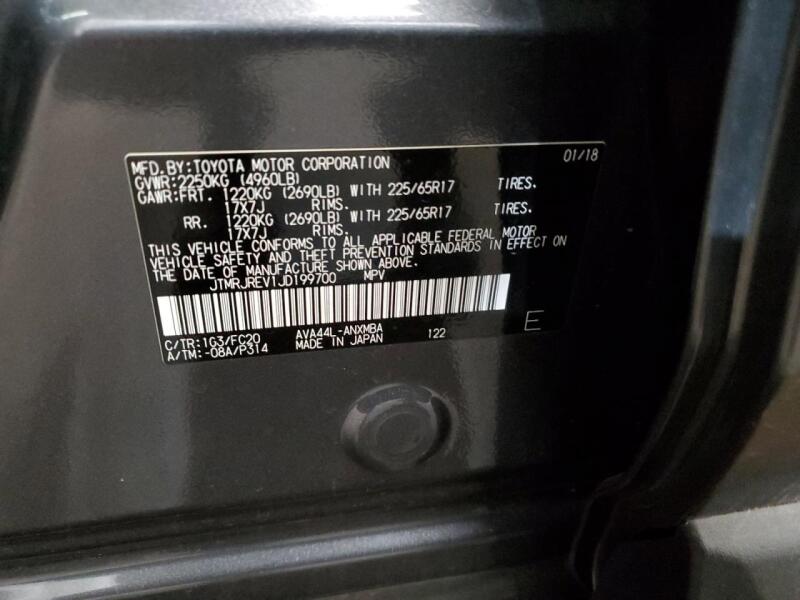 MFD.BY:TOYOTA MOTOR CORPORATION 01/18
GVWR:2250KG (4960LB)
GAWR:FRT. 1220KG (2690LB) WITH 225/65R17 TIRES.
17X7J RIMS.
RR. 1220KG (2690LB) WITH 225/65R17 TIRES.
17X7J RIMS.
THIS VEHICLE CONFORMS TO ALL APPLICABLE FEDERAL MOTOR
VEHICLE SAFETY AND THEFT PREVENTION STANDARDS IN EFFECT ON
THE DATE OF MANUFACTURE SHOWN ABOVE.
JTMRJREV1JD199700 MPV
C/TR:1G3/FC20 AVA44L-ANXMBA 122 E
A/TM:-08A/P314 MADE IN JAPAN